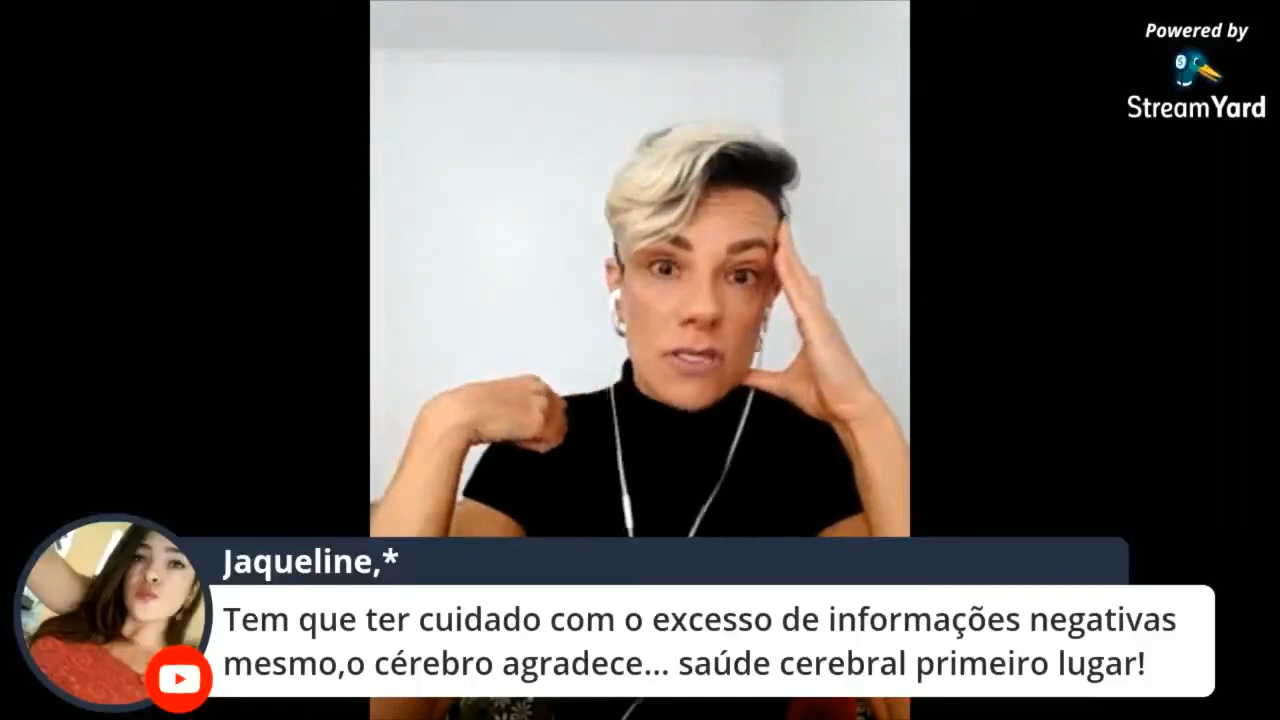 Powered by
StreamYard
Jaqueline,*
Tem que ter cuidado com o excesso de informações negativas
mesmo,o cérebro agradece... saúde cerebral primeiro lugar!